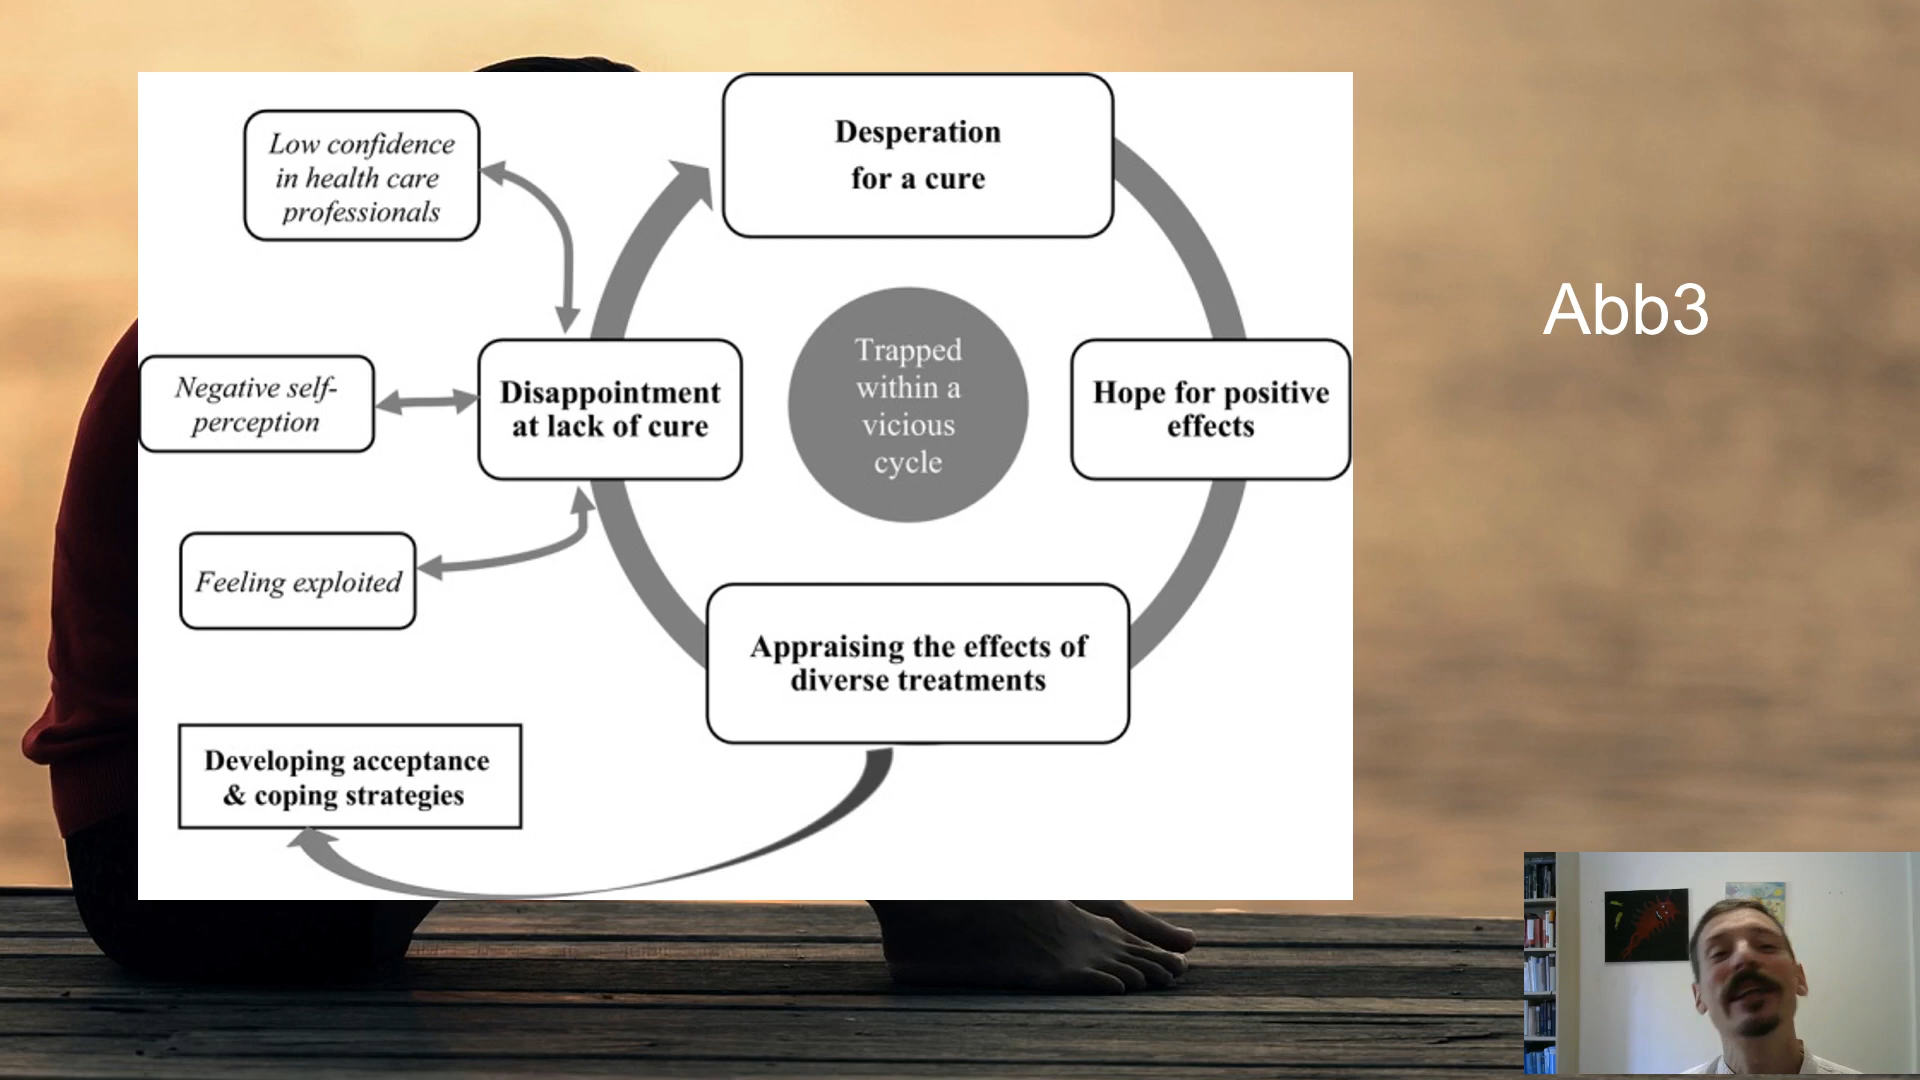 Desperation
for a cure
Low confidence
in health care
professionals
Abb3
Trapped
within a
vicious
cycle
Negative self-
perception
Disappointment
at lack of cure
Hope for positive
effects
Feeling exploited
Appraising the effects of
diverse treatments
Developing acceptance
& coping strategies